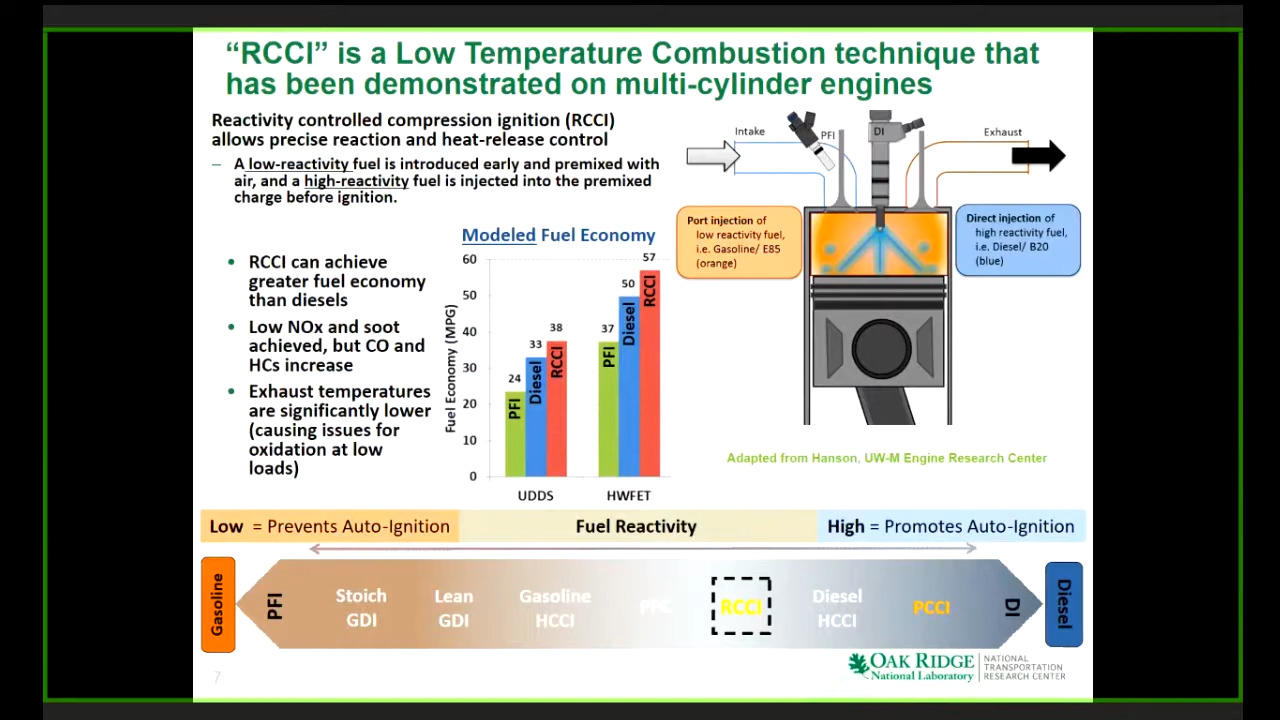 “RCCI” is a Low Temperature Combustion technique that
has been demonstrated on multi-cylinder engines
Reactivity controlled compression ignition (RCCI)
allows precise reaction and heat-release control
– A low-reactivity fuel is introduced early and premixed with
air, and a high-reactivity fuel is injected into the premixed
charge before ignition.
• RCCI can achieve
greater fuel economy
than diesels
• Low NOx and soot
achieved, but CO and
HCs increase
• Exhaust temperatures
are significantly lower
(causing issues for
oxidation at low
loads)
Modeled Fuel Economy
Fuel Economy (MPG)
60
50
40
30
20
10
0
24
33
38
37
50
57
PFI
Diesel
RCCI
PFI
Diesel
RCCI
UDDS
HWFET
Intake
PFI
DI
Exhaust
Port injection of
low reactivity fuel,
i.e. Gasoline/ E85
(orange)
Direct injection of
high reactivity fuel,
i.e. Diesel/ B20
(blue)
Adapted from Hanson, UW-M Engine Research Center
Low = Prevents Auto-Ignition
Fuel Reactivity
High = Promotes Auto-Ignition
Gasoline
PFI
Stoich
GDI
Lean
GDI
Gasoline
HCCI
PPC
RCCI
Diesel
HCCI
PCCI
DI
Diesel
7
OAK RIDGE
National Laboratory
NATIONAL
TRANSPORTATION
RESEARCH CENTER